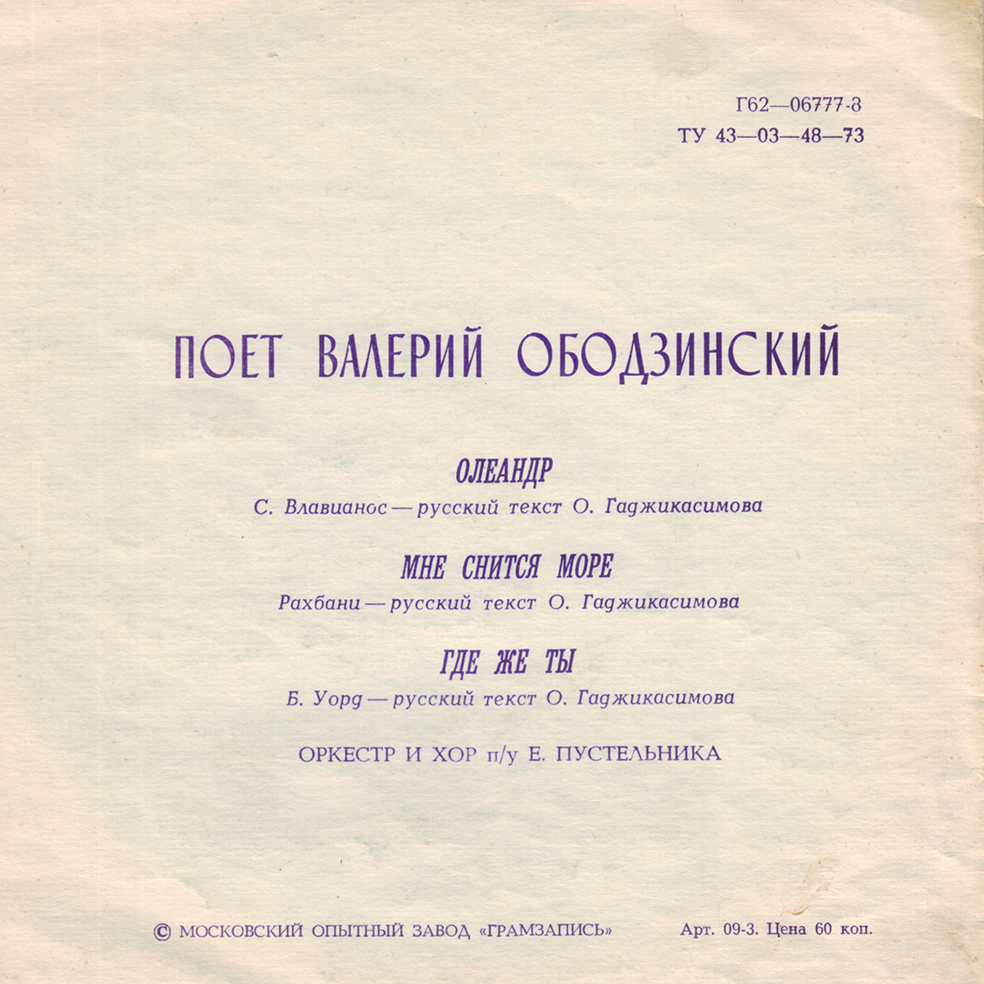 Г62—06777-8
ТУ 43—03—48—73
ПОЕТ ВАЛЕРИЙ ОБОДЗИНСКИЙ
ОЛЕАНДР
С. Влавианос — русский текст О. Гаджикасимова
МНЕ СНИТСЯ МОРЕ
Рахбани — русский текст О. Гаджикасимова
ГДЕ ЖЕ ТЫ
Б. Уорд — русский текст О. Гаджикасимова
ОРКЕСТР И ХОР п/у Е. ПУСТЕЛЬНИКА
© МОСКОВСКИЙ ОПЫТНЫЙ ЗАВОД «ГРАМЗАПИСЬ» Арт. 09-3. Цена 60 коп.